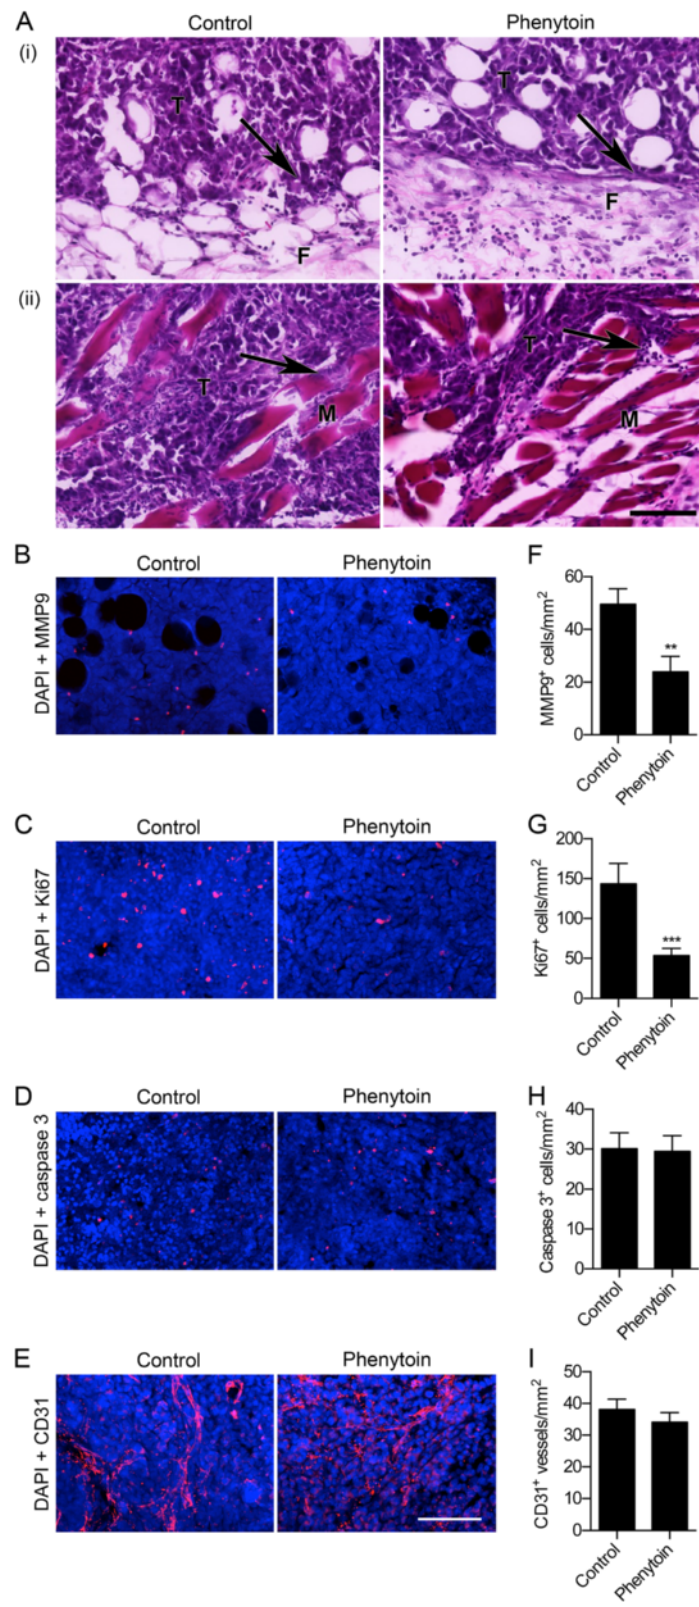 A
Control
Phenytoin
(i)
T
T
F
F
(ii)
T
M
T
M
B
Control
Phenytoin
DAPI + MMP9
F
MMP9⁺ cells/mm²
60
40
20
0
**
Control
Phenytoin
C
Control
Phenytoin
DAPI + Ki67
G
Ki67⁺ cells/mm²
200
150
100
50
0
***
Control
Phenytoin
D
Control
Phenytoin
DAPI + caspase 3
H
Caspase 3⁺ cells/mm²
40
30
20
10
0
Control
Phenytoin
E
Control
Phenytoin
DAPI + CD31
I
CD31⁺ vessels/mm²
50
40
30
20
10
0
Control
Phenytoin